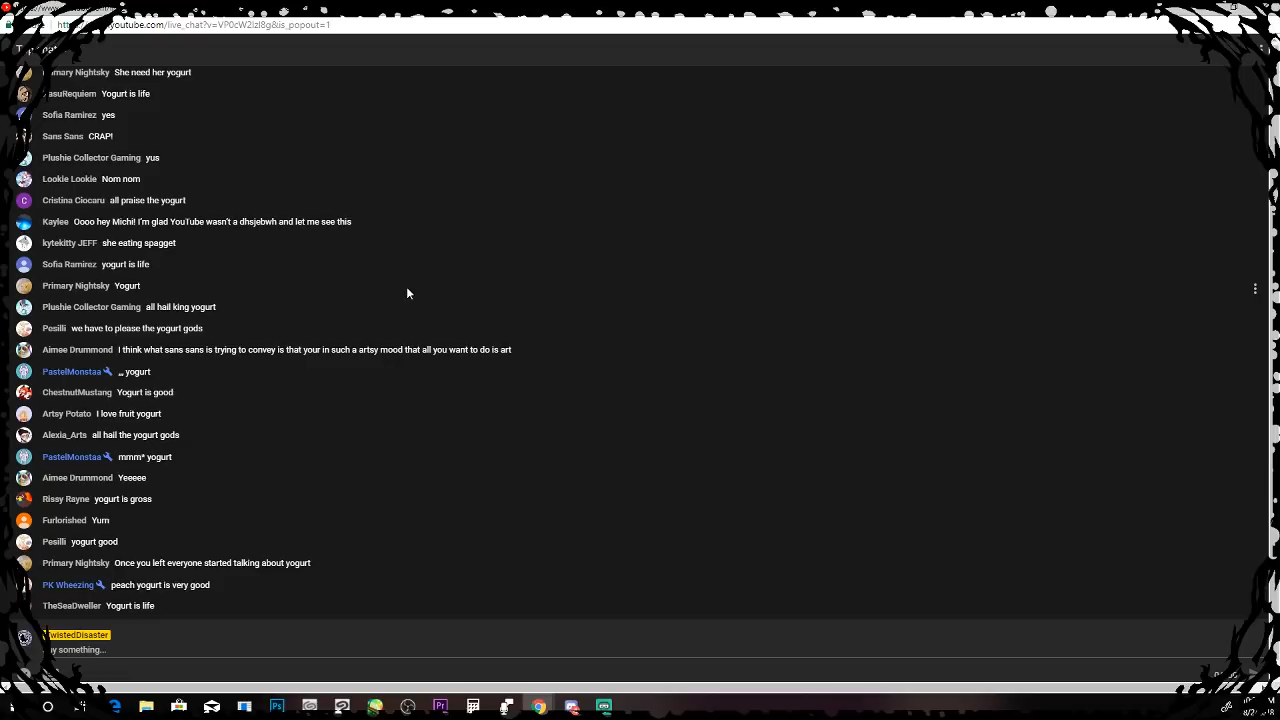 youtube.com/live_chat?v=VP0cW2IzI8g&is_popout=1
Primary Nightsky She need her yogurt
YasuRequiem Yogurt is life
Sofia Ramirez yes
Sans Sans CRAP!
Plushie Collector Gaming yus
Lookie Lookie Nom nom
C Cristina Ciocaru all praise the yogurt
Kaylee Oooo hey Michi! I'm glad YouTube wasn't a dhsjebwh and let me see this
kytekitty JEFF she eating spagget
Sofia Ramirez yogurt is life
Primary Nightsky Yogurt
Plushie Collector Gaming all hail king yogurt
Pesilli we have to please the yogurt gods
Aimee Drummond I think what sans sans is trying to convey is that your in such a artsy mood that all you want to do is art
PastelMonstaa ,,, yogurt
ChestnutMustang Yogurt is good
Artsy Potato I love fruit yogurt
Alexia_Arts all hail the yogurt gods
PastelMonstaa mmm* yogurt
Aimee Drummond Yeeeee
Rissy Rayne yogurt is gross
Furlorished Yum
Pesilli yogurt good
Primary Nightsky Once you left everyone started talking about yogurt
PK Wheezing peach yogurt is very good
TheSeaDweller Yogurt is life
TwistedDisaster
ay something...
Ps Pr